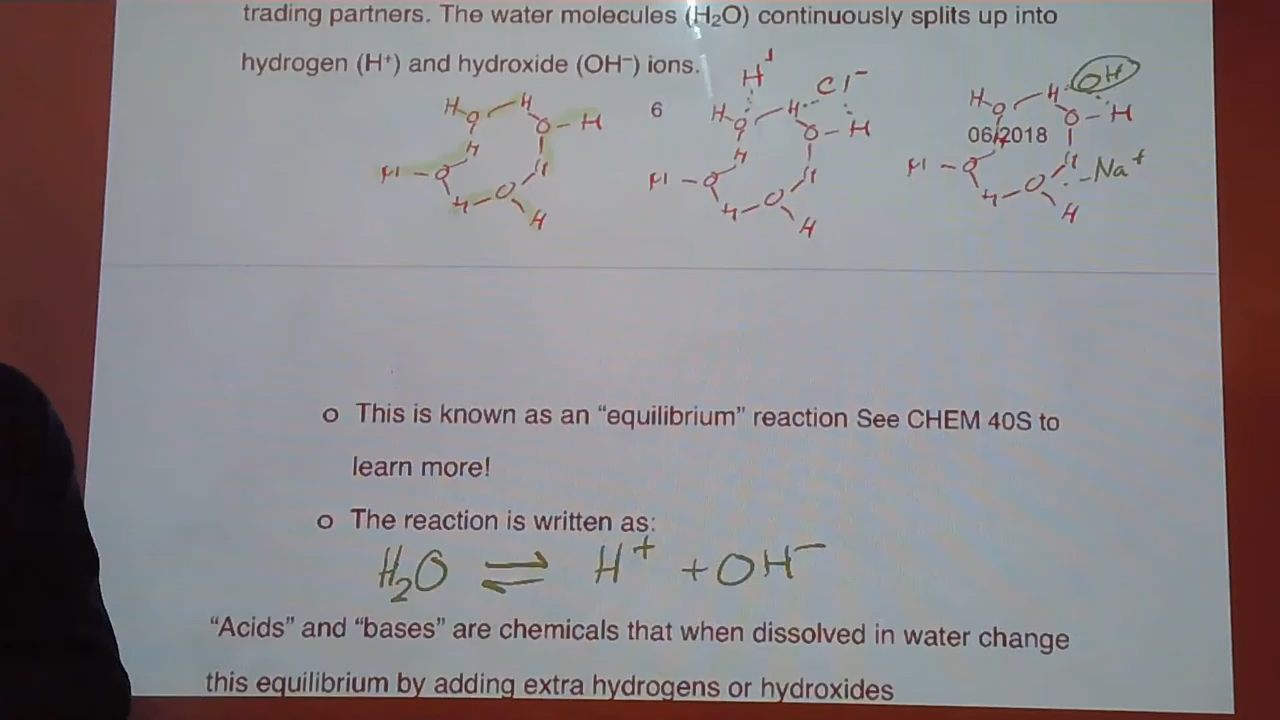 trading partners. The water molecules (H₂O) continuously splits up into
hydrogen (H⁺) and hydroxide (OH⁻) ions.
H⁺ Cl⁻ OH
H O H O H H O H
6
H O H O H H O H
H O H O H H O H
06/2018
Na⁺
o This is known as an “equilibrium” reaction See CHEM 40S to
learn more!
o The reaction is written as:
H₂O ⇌ H⁺ + OH⁻
“Acids” and “bases” are chemicals that when dissolved in water change
this equilibrium by adding extra hydrogens or hydroxides